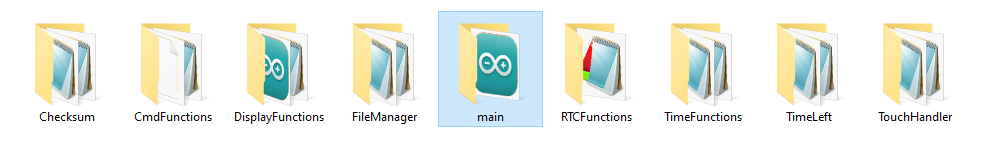 Checksum
CmdFunctions
DisplayFunctions
FileManager
main
RTCFunctions
TimeFunctions
TimeLeft
TouchHandler